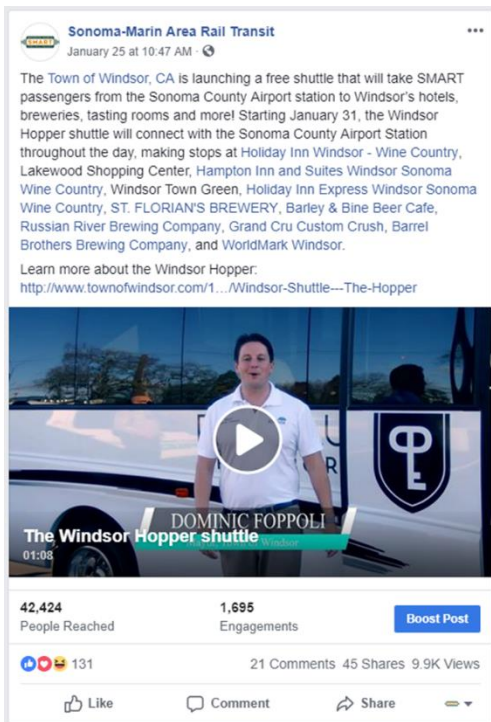 SMART
Sonoma-Marin Area Rail Transit
January 25 at 10:47 AM ·
The Town of Windsor, CA is launching a free shuttle that will take SMART
passengers from the Sonoma County Airport station to Windsor's hotels,
breweries, tasting rooms and more! Starting January 31, the Windsor
Hopper shuttle will connect with the Sonoma County Airport Station
throughout the day, making stops at Holiday Inn Windsor - Wine Country,
Lakewood Shopping Center, Hampton Inn and Suites Windsor Sonoma
Wine Country, Windsor Town Green, Holiday Inn Express Windsor Sonoma
Wine Country, ST. FLORIAN'S BREWERY, Barley & Bine Beer Cafe,
Russian River Brewing Company, Grand Cru Custom Crush, Barrel
Brothers Brewing Company, and WorldMark Windsor.
Learn more about the Windsor Hopper:
http://www.townofwindsor.com/1.../Windsor-Shuttle---The-Hopper
DOMINIC FOPPOLI
Mayor, Town of Windsor
The Windsor Hopper shuttle
01:08
42,424
People Reached
1,695
Engagements
Boost Post
131
21 Comments 45 Shares 9.9K Views
Like
Comment
Share